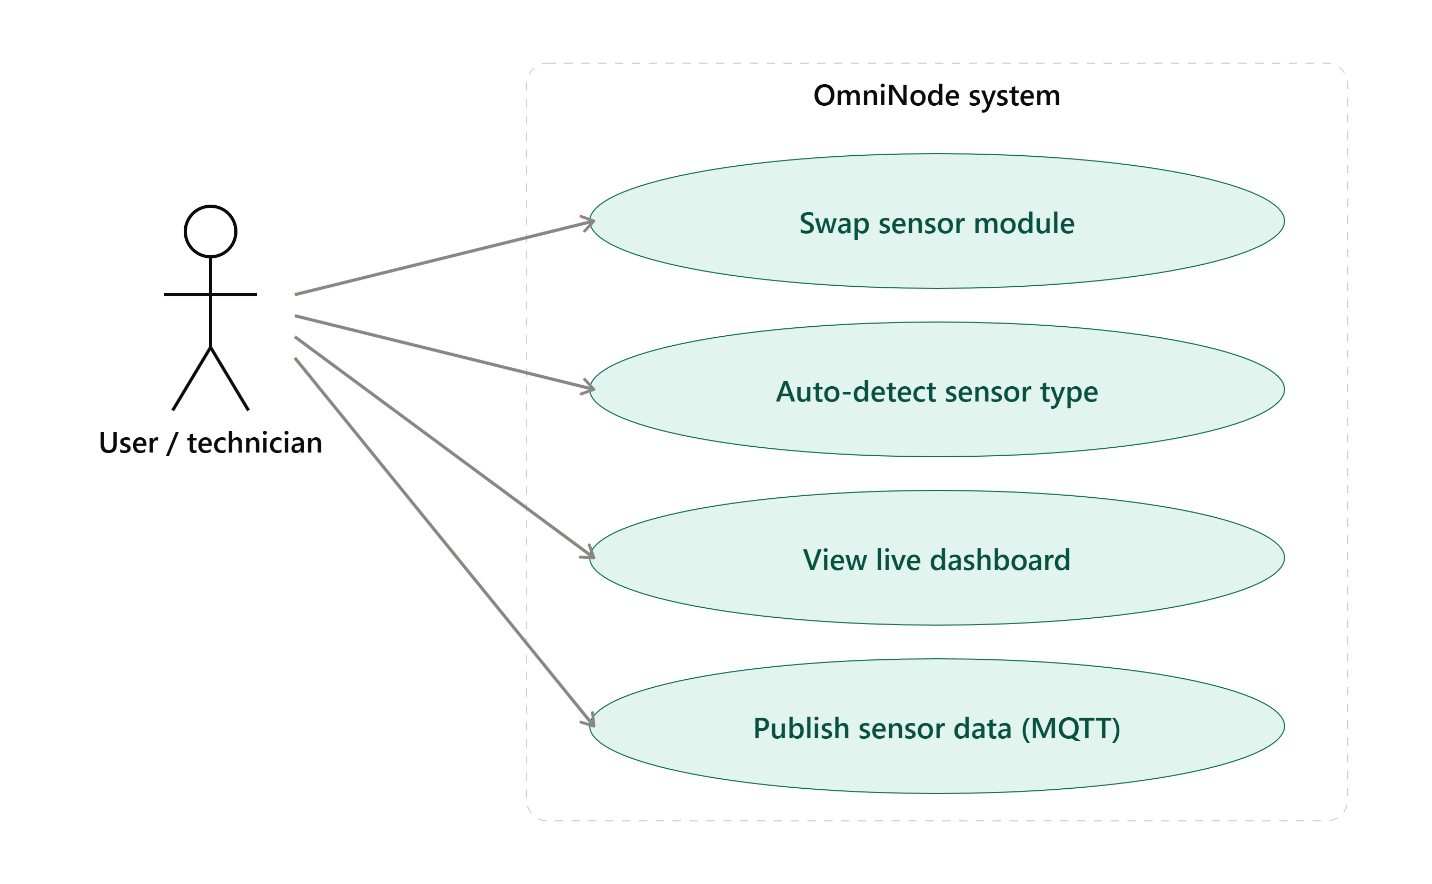 OmniNode system
Swap sensor module
Auto-detect sensor type
User / technician
View live dashboard
Publish sensor data (MQTT)